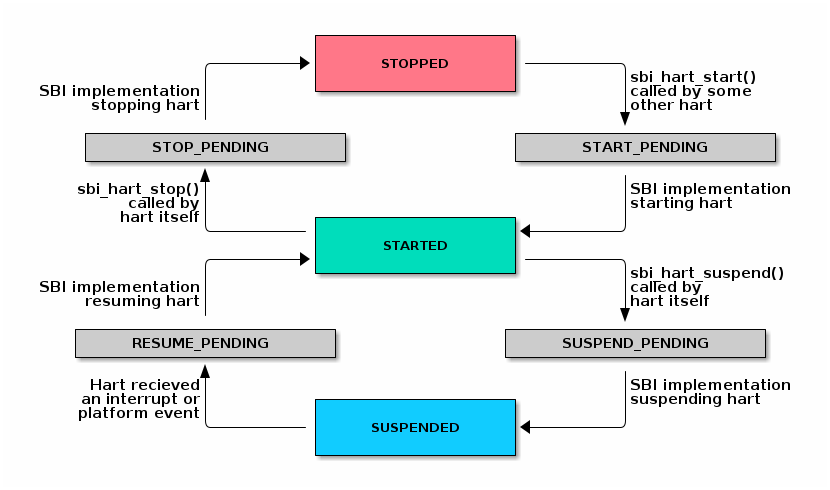 STOPPED
SBI implementation
stopping hart
sbi_hart_start()
called by some
other hart
STOP_PENDING
START_PENDING
sbi_hart_stop()
called by
hart itself
SBI implementation
starting hart
STARTED
SBI implementation
resuming hart
sbi_hart_suspend()
called by
hart itself
RESUME_PENDING
SUSPEND_PENDING
Hart recieved
an interrupt or
platform event
SBI implementation
suspending hart
SUSPENDED